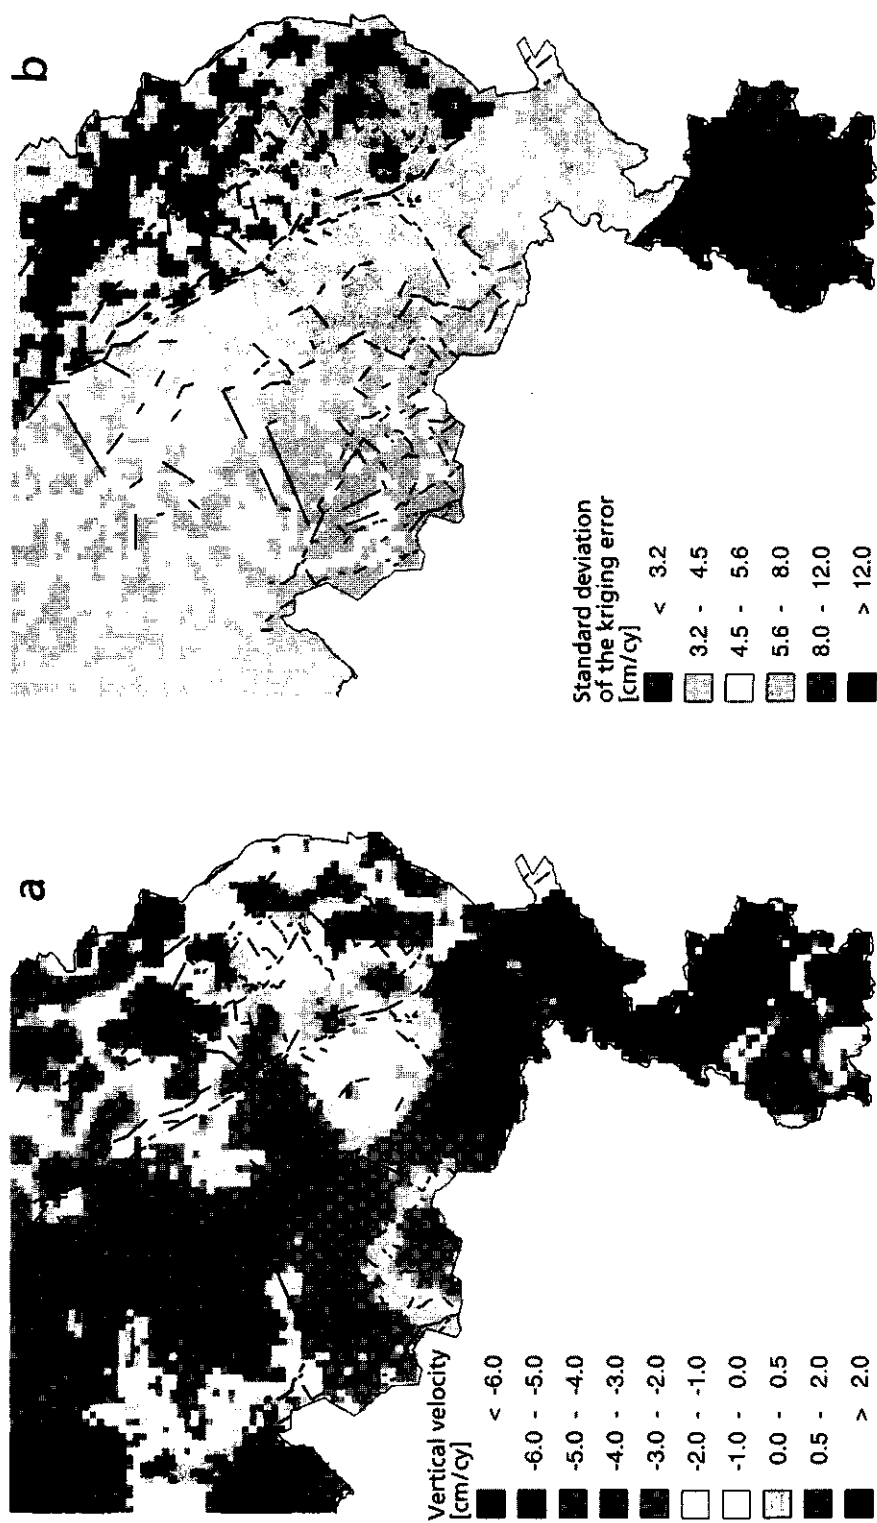 a
Vertical velocity
[cm/cy]
< -6.0
-6.0 - -5.0
-5.0 - -4.0
-4.0 - -3.0
-3.0 - -2.0
-2.0 - -1.0
-1.0 - 0.0
0.0 - 0.5
0.5 - 2.0
> 2.0
b
Standard deviation
of the kriging error
[cm/cy]
< 3.2
3.2 - 4.5
4.5 - 5.6
5.6 - 8.0
8.0 - 12.0
> 12.0